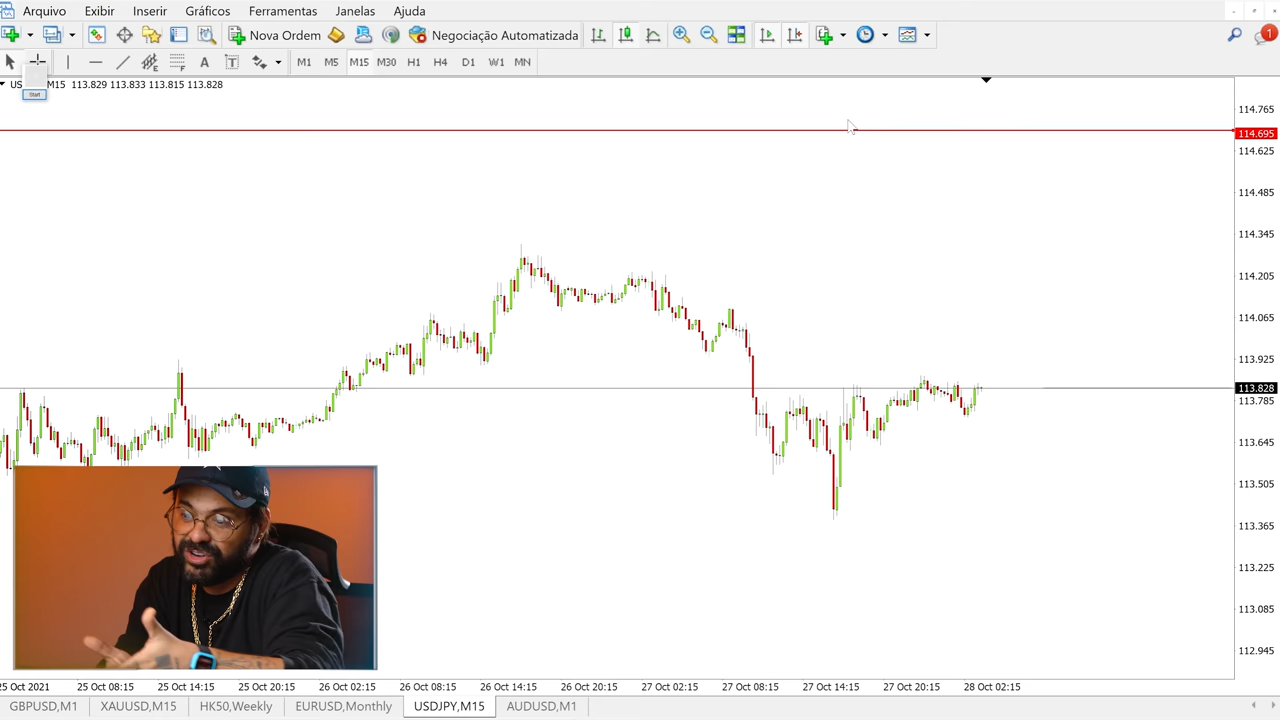 Arquivo Exibir Inserir Gráficos Ferramentas Janelas Ajuda
Nova Ordem Negociação Automatizada 1
A T M1 M5 M15 M30 H1 H4 D1 W1 MN
US M15 113.829 113.833 113.815 113.828
Start
114.765
114.695
114.625
114.485
114.345
114.205
114.065
113.925
113.828
113.785
113.645
113.505
113.365
113.225
113.085
112.945
25 Oct 2021 25 Oct 08:15 25 Oct 14:15 25 Oct 20:15 26 Oct 02:15 26 Oct 08:15 26 Oct 14:15 26 Oct 20:15 27 Oct 02:15 27 Oct 08:15 27 Oct 14:15 27 Oct 20:15 28 Oct 02:15
GBPUSD,M1 XAUUSD,M15 HK50,Weekly EURUSD,Monthly USDJPY,M15 AUDUSD,M1